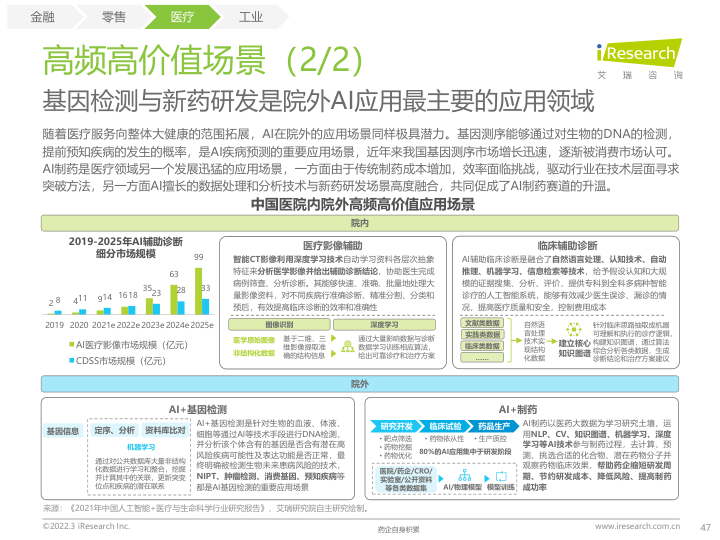 金融
零售
医疗
工业
高频高价值场景（2/2）
iResearch
艾 瑞 咨 询
基因检测与新药研发是院外AI应用最主要的应用领域
随着医疗服务向整体大健康的范围拓展，AI在院外的应用场景同样极具潜力。基因测序能够通过对生物的DNA的检测，
提前预知疾病的发生的概率，是AI疾病预测的重要应用场景，近年来我国基因测序市场增长迅速，逐渐被消费市场认可。
AI制药是医疗领域另一个发展迅猛的应用场景，一方面由于传统制药成本增加，效率面临挑战，驱动行业在技术层面寻求
突破方法，另一方面AI擅长的数据处理和分析技术与新药研发场景高度融合，共同促成了AI制药赛道的升温。
中国医院内院外高频高价值应用场景
院内
2019-2025年AI辅助诊断
细分市场规模
2 8 4 11 9 14 16 18 35 23 63 28 99 33
2019 2020 2021e 2022e 2023e 2024e 2025e
AI医疗影像市场规模（亿元）
CDSS市场规模（亿元）
医疗影像辅助
智能CT影像利用深度学习技术自动学习资料各层次抽象
特征来分析医学影像并给出辅助诊断结论，协助医生完成
病例筛查、分析诊断。其能够快速、准确、批量地处理大
量影像资料，对不同疾病行准确诊断，精准分割、分类和
预后，有效提高临床诊断的效率和准确性
图像识别
深度学习
医学原始图像
非结构化数据
基于二维、三
维影像提取准
确的结构信息
通过大量影响数据与诊断
数据学习训练相应算法，
给出可靠诊疗和治疗方案
临床辅助诊断
AI辅助临床诊断是融合了自然语言处理、认知技术、自动
推理、机器学习、信息检索等技术，给予假设认知和大规
模的证据搜集、分析，评价，提供专科到全科多病种智能
诊疗的人工智能系统，能够有效减少医生误诊、漏诊的情
况，提高医疗质量和安全，控制费用成本
文献类数据
实践类数据
临床类数据
……
自然语
言处理
技术实
现结构
化数据
建立核心
知识图谱
针对临床思路抽取成机器
可理解和执行的诊疗逻辑，
构建知识图谱，通过算法
综合分析各类数据，生成
诊断结论和治疗方案建议
院外
AI+基因检测
基因信息
定序、分析
资料库比对
机器学习
通过对公共数据库大量非结构
化数据进行学习和整合，挖掘
并计算其中的关联，更新突变
位点和疾病的潜在联系
AI+基因检测是针对生物的血液、体液、
细胞等通过AI等技术手段进行DNA检测，
并分析该个体含有的基因是否含有潜在高
风险疾病可能性及表达功能是否正常，最
终明确被检测生物未来患病风险的技术，
NIPT、肿瘤检测、消费基因、预知疾病等
都是AI基因检测的重要应用场景
AI+制药
研究开发
临床试验
药品生产
•靶点筛选
•药物挖掘
•药物优化
•药物依从性
•生产质控
80%的AI应用集中于研发阶段
医院/药企/CRO/
实验室/公开资料
等各类数据集
AI/物理模型
模型训练
AI制药以医药大数据为学习研究土壤，运
用NLP、CV、知识图谱、机器学习、深度
学习等AI技术，去计算、预
测、挑选适合的化合物、潜在药物分子并
观察药物临床效果，帮助药企缩短研发周
期、节约研发成本、降低风险、提高制药
成功率
来源：《2021年中国人工智能+医疗与生命科学行业研究报告》，艾瑞研究院自主研究绘制。
©2022.3 iResearch Inc.
药企自身积累
www.iresearch.com.cn
47